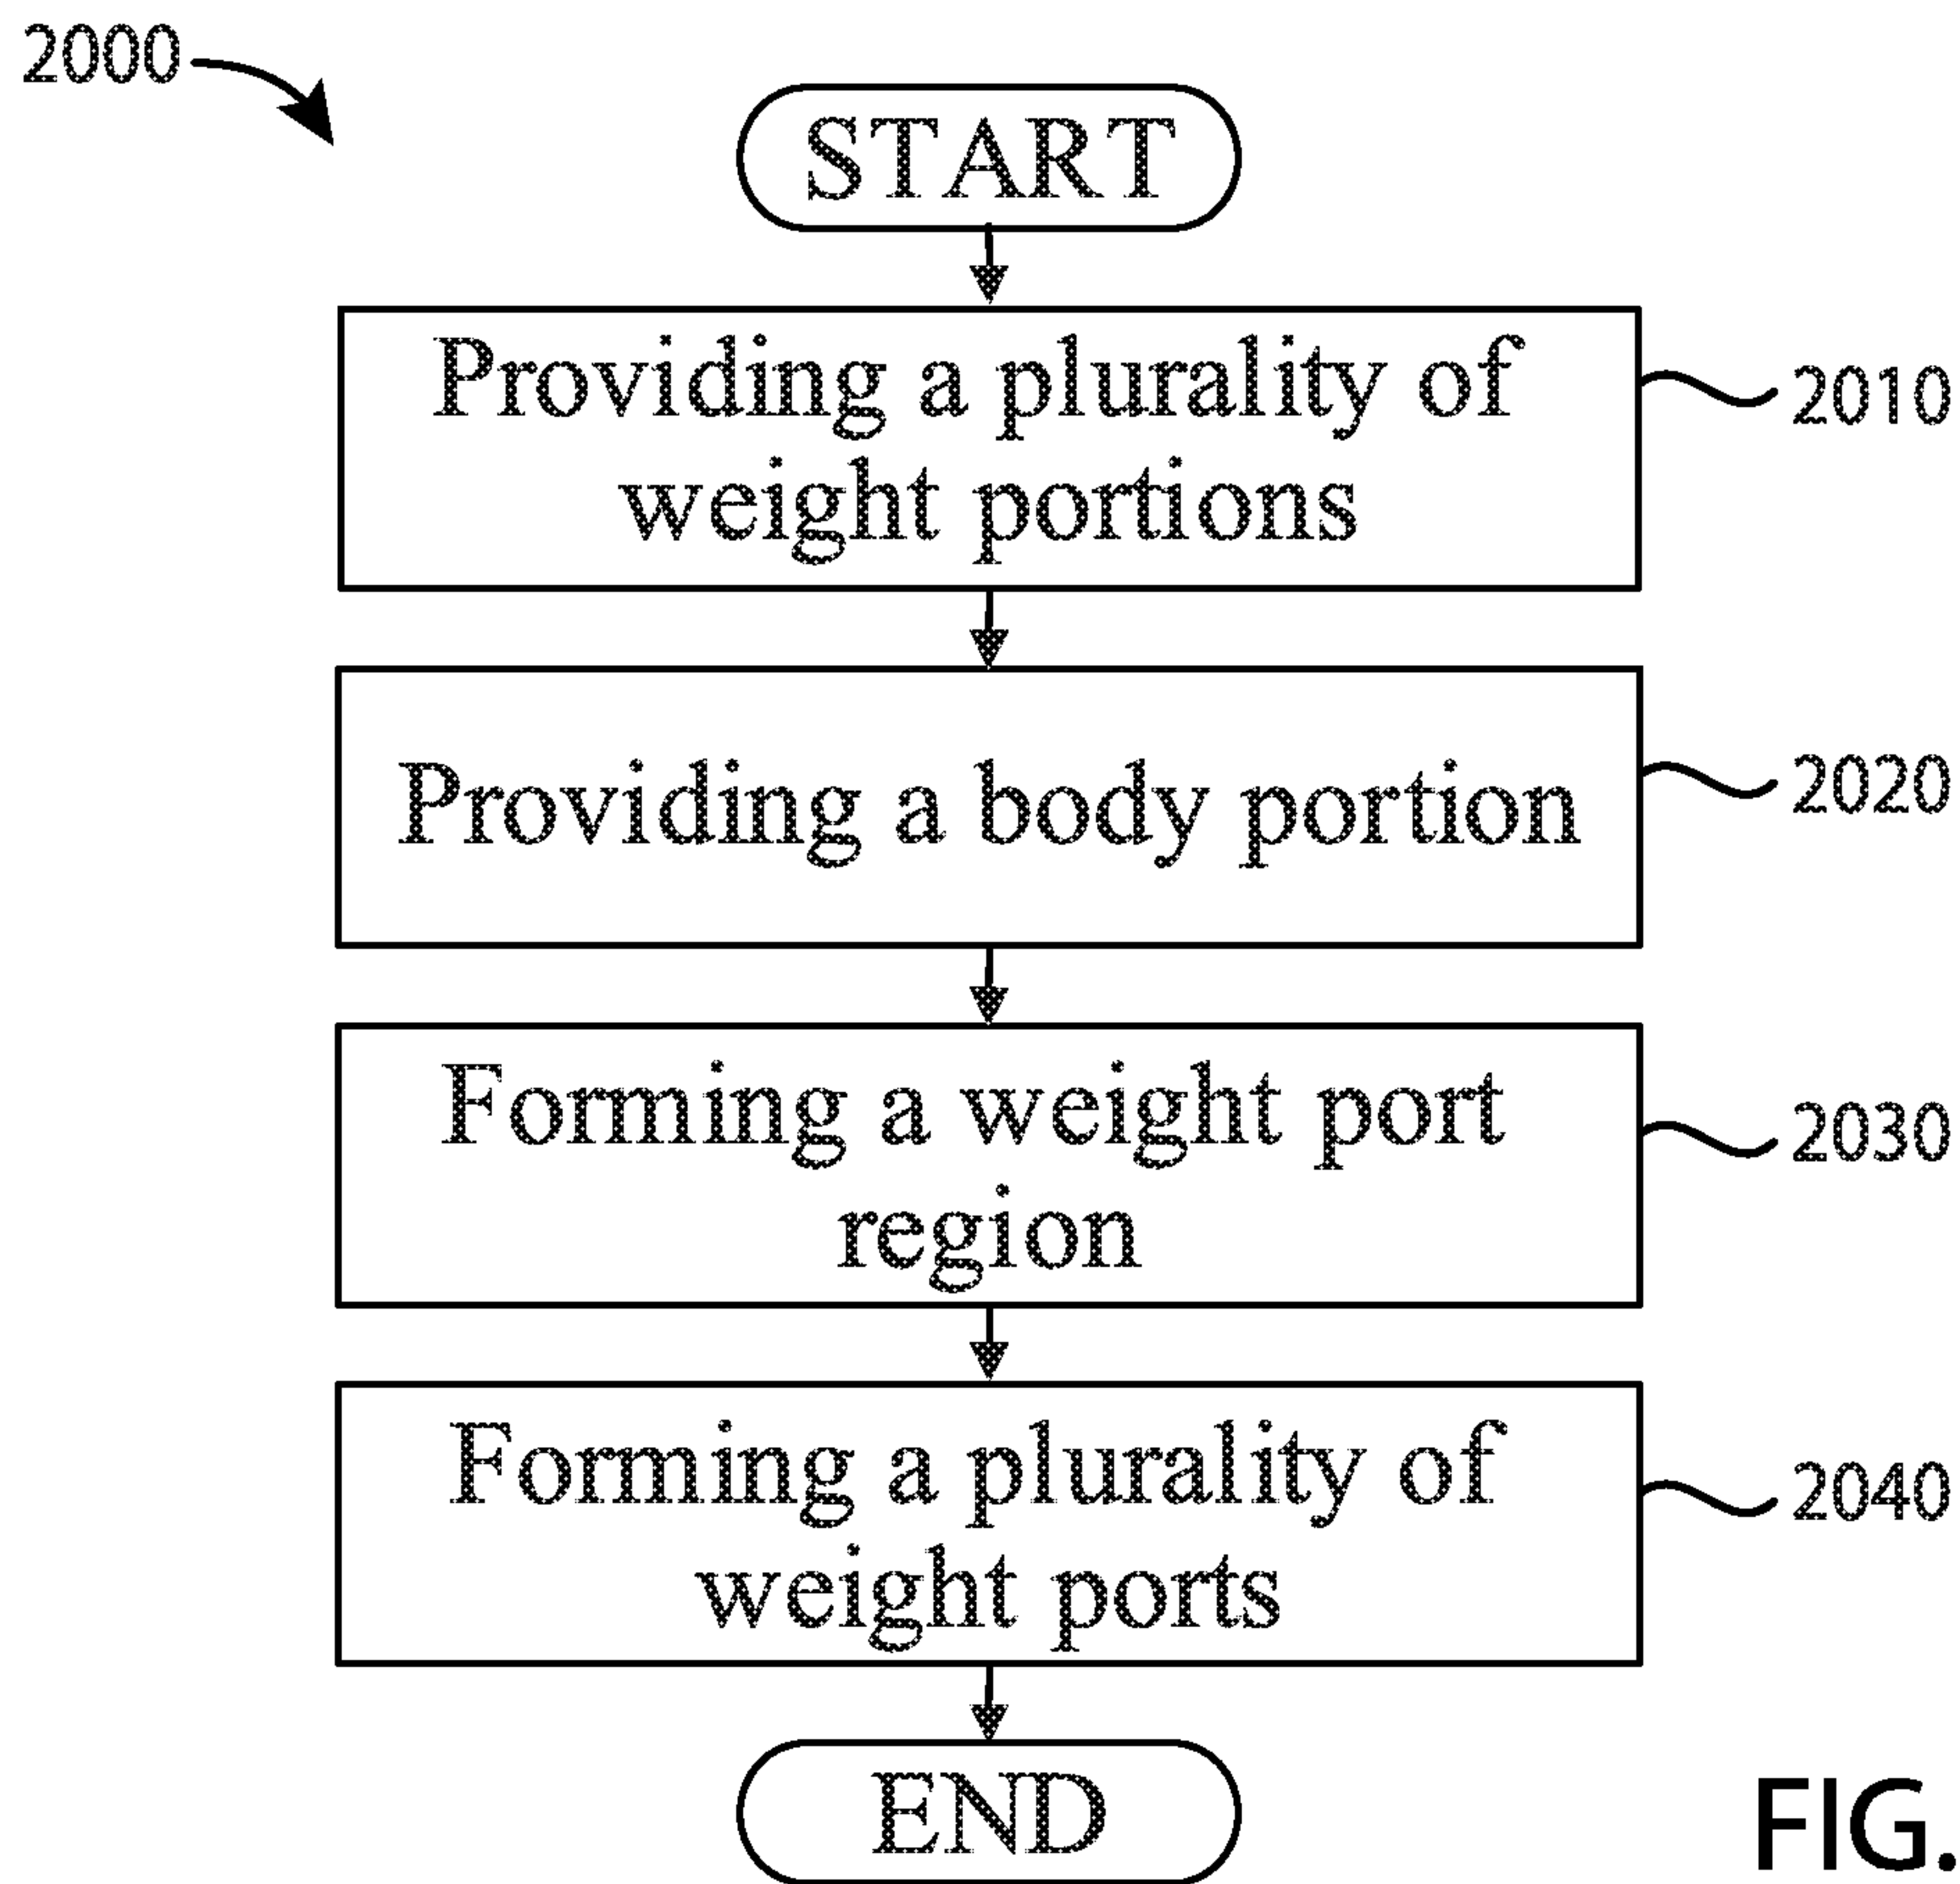 2000
START
Providing a plurality of
weight portions
2010
Providing a body portion
2020
Forming a weight port
region
2030
Forming a plurality of
weight ports
2040
END
FIG.